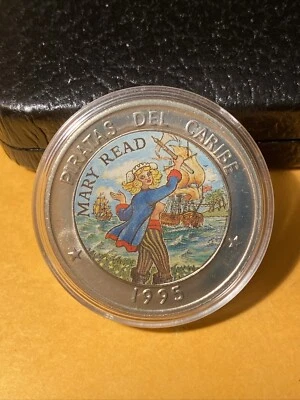 PIRATAS DEL CARIBE
MARY READ
1995